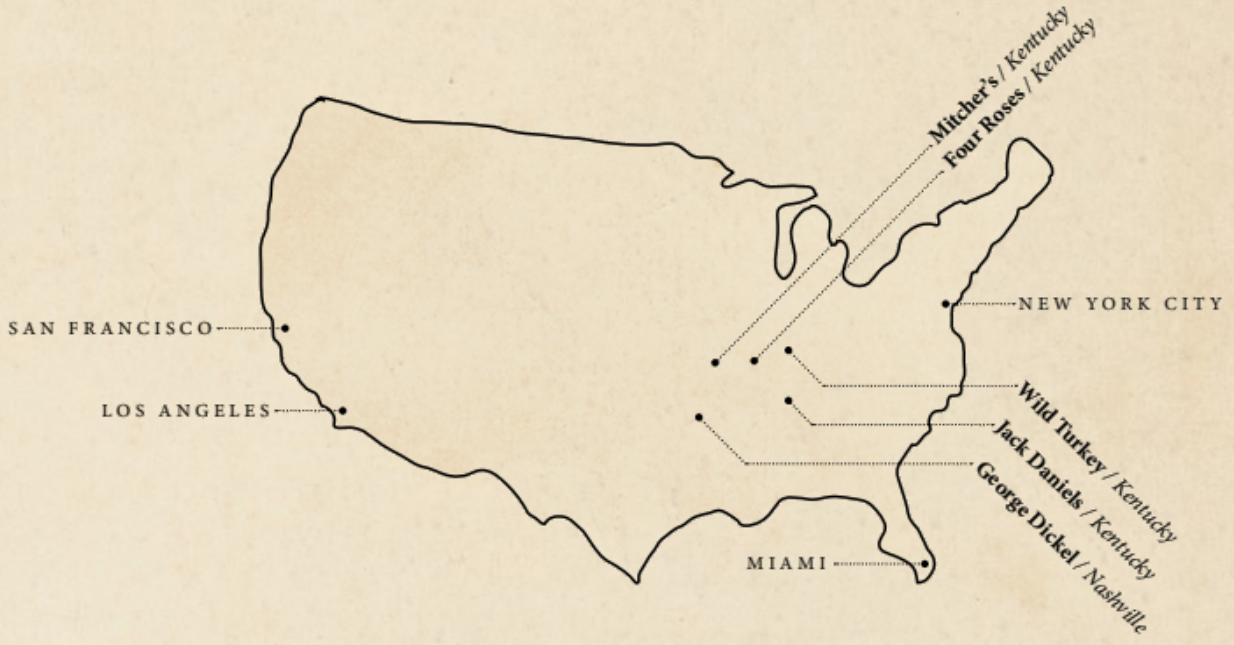 Mitcher's / Kentucky
Four Roses / Kentucky
SAN FRANCISCO
NEW YORK CITY
LOS ANGELES
Wild Turkey / Kentucky
Jack Daniels / Kentucky
George Dickel / Nashville
MIAMI